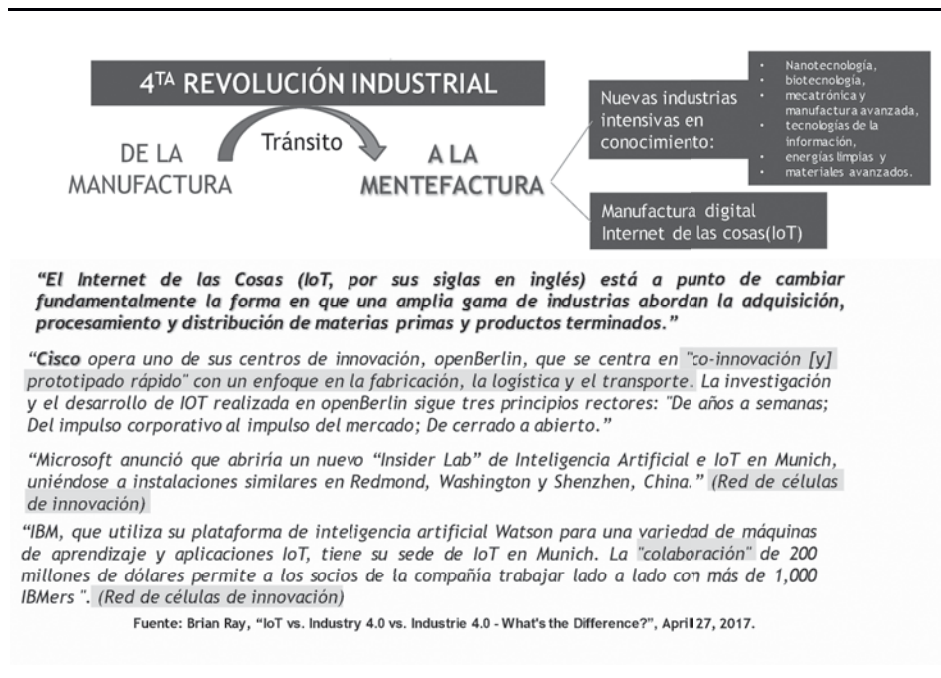 4TA REVOLUCIÓN INDUSTRIAL
Tránsito
DE LA
MANUFACTURA
A LA
MENTEFACTURA
Nuevas industrias
intensivas en
conocimiento:
• Nanotecnología,
• biotecnología,
• mecatrónica y
manufactura avanzada,
• tecnologías de la
información,
• energías limpias y
• materiales avanzados.
Manufactura digital
Internet de las cosas(IoT)
“El Internet de las Cosas (IoT, por sus siglas en inglés) está a punto de cambiar
fundamentalmente la forma en que una amplia gama de industrias abordan la adquisición,
procesamiento y distribución de materias primas y productos terminados.”
“Cisco opera uno de sus centros de innovación, openBerlin, que se centra en "co-innovación [y]
prototipado rápido" con un enfoque en la fabricación, la logística y el transporte. La investigación
y el desarrollo de IOT realizada en openBerlin sigue tres principios rectores: "De años a semanas;
Del impulso corporativo al impulso del mercado; De cerrado a abierto.”
“Microsoft anunció que abriría un nuevo “Insider Lab” de Inteligencia Artificial e IoT en Munich,
uniéndose a instalaciones similares en Redmond, Washington y Shenzhen, China.” (Red de células
de innovación)
“IBM, que utiliza su plataforma de inteligencia artificial Watson para una variedad de máquinas
de aprendizaje y aplicaciones IoT, tiene su sede de IoT en Munich. La "colaboración" de 200
millones de dólares permite a los socios de la compañía trabajar lado a lado con más de 1,000
IBMers ". (Red de células de innovación)
Fuente: Brian Ray, “IoT vs. Industry 4.0 vs. Industrie 4.0 - What's the Difference?”, April 27, 2017.